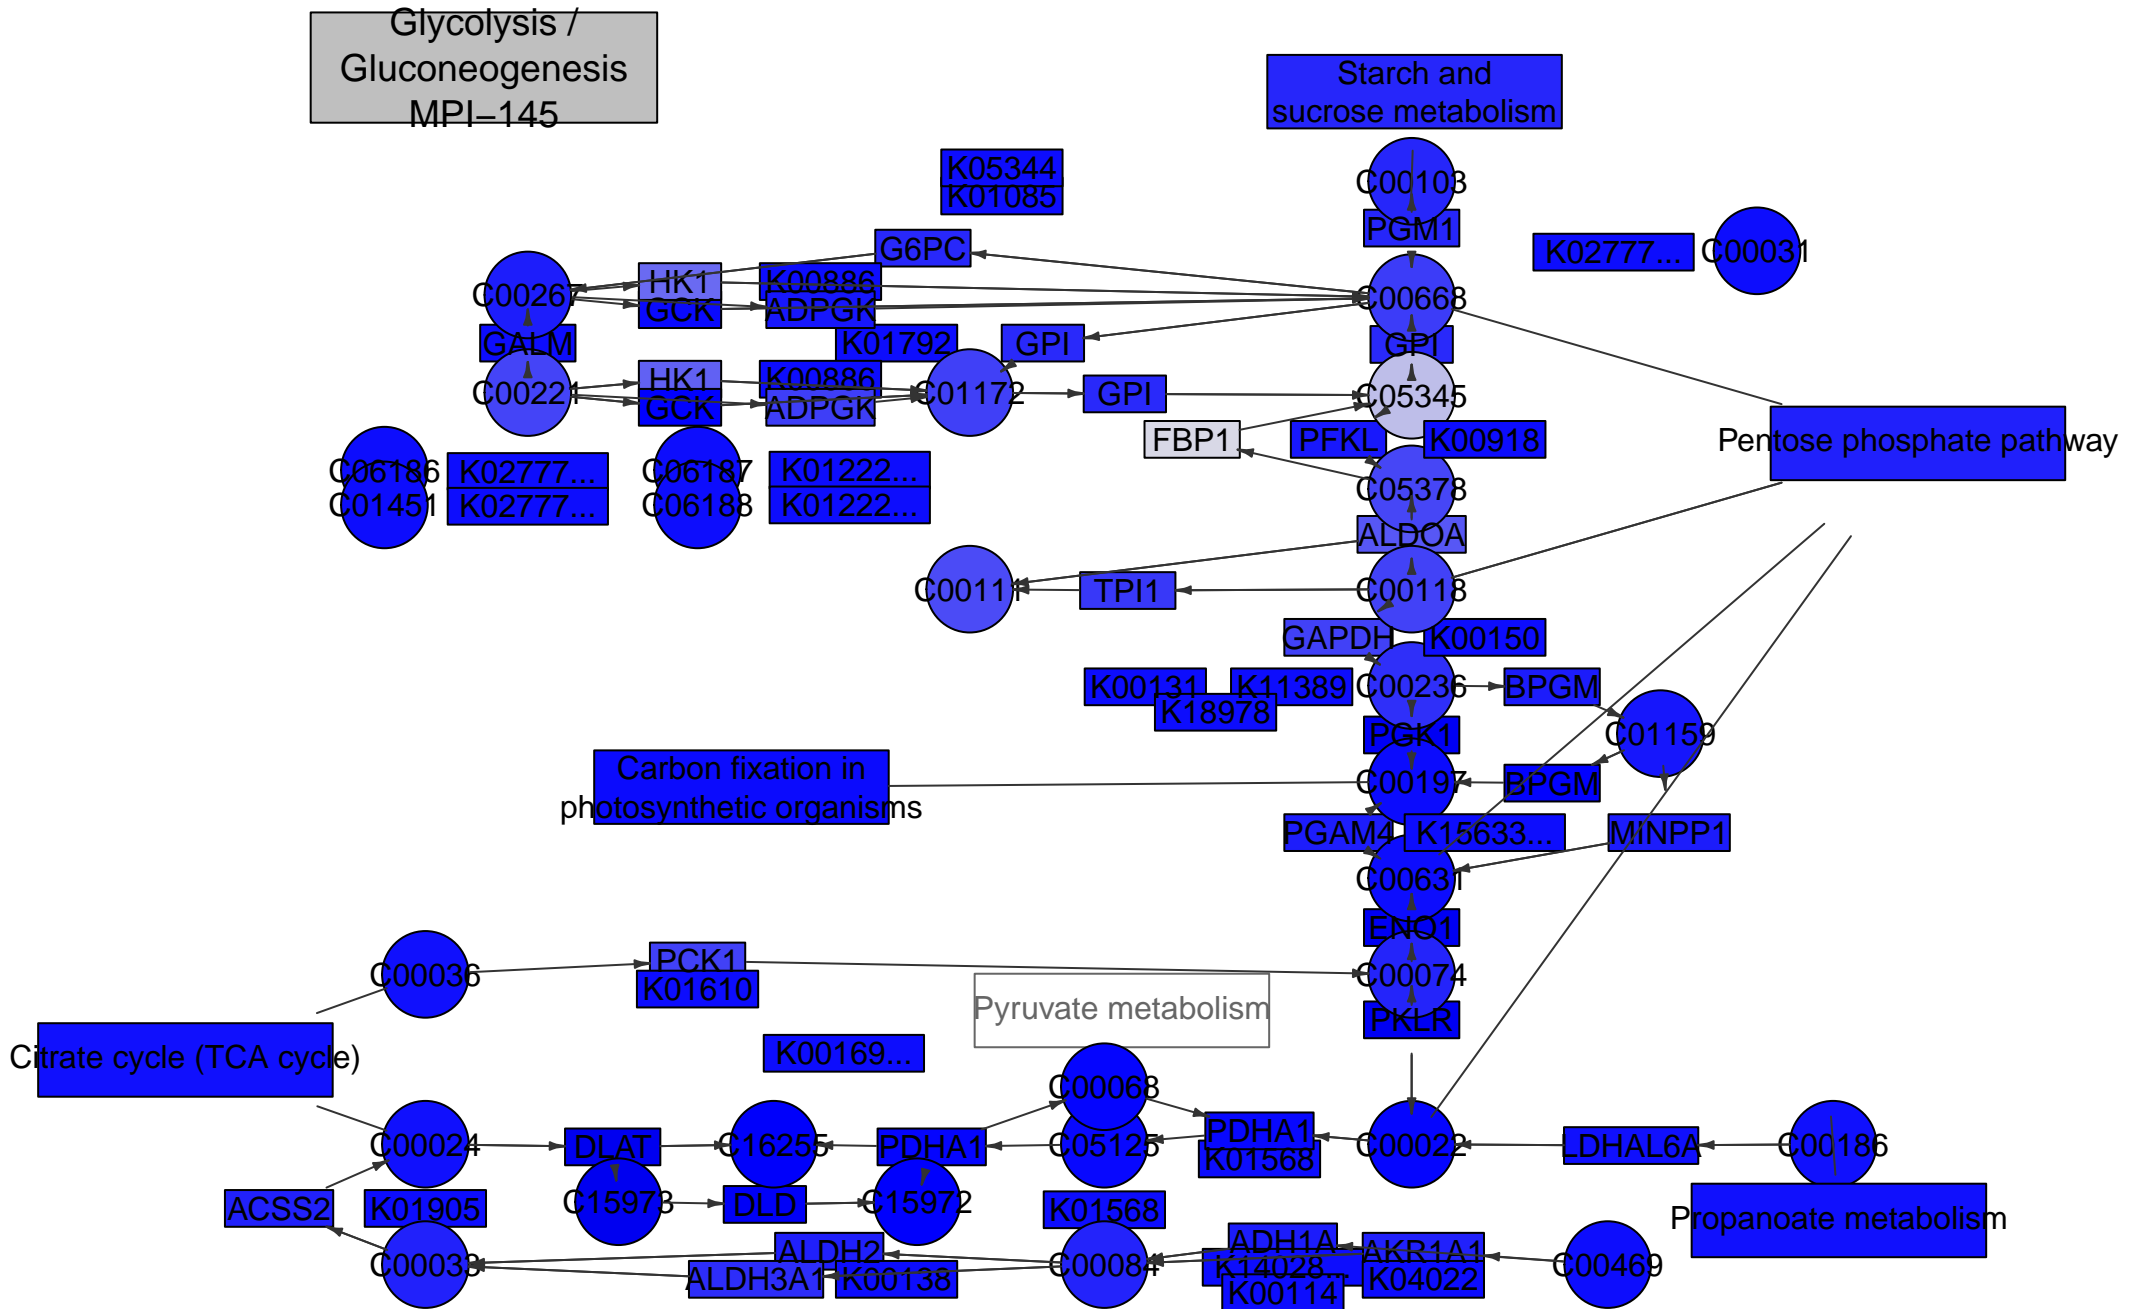 Glycolysis /
Gluconeogenesis
MPI−145
Starch and
sucrose metabolism
K05344
K01085
C00103
PGM1
G6PC
K02777...
C00031
C00267
HK1
K00886
C00668
GCK
ADPGK
GALM
K01792
GPI
GPI
C00221
HK1
K00886
C01172
GPI
C05345
GCK
ADPGK
FBP1
PFKL
K00918
Pentose phosphate pathway
C06186
K02777...
C06187
K01222...
C05378
C01451
K02777...
C06188
K01222...
ALDOA
C00111
TPI1
C00118
GAPDH
K00150
K00131
K11389
C00236
BPGM
K18978
PGK1
C01159
Carbon fixation in
photosynthetic organisms
C00197
BPGM
PGAM4
K15633...
MINPP1
C00631
ENO1
C00036
PCK1
C00074
K01610
Pyruvate metabolism
PKLR
Citrate cycle (TCA cycle)
K00169...
C00068
C00024
DLAT
C16255
PDHA1
C05125
PDHA1
C00022
LDHAL6A
C00186
K01568
ACSS2
K01905
C15973
DLD
C15972
K01568
Propanoate metabolism
C00033
ALDH2
C00084
ADH1A
AKR1A1
C00469
ALDH3A1
K00138
K14028...
K04022
K00114